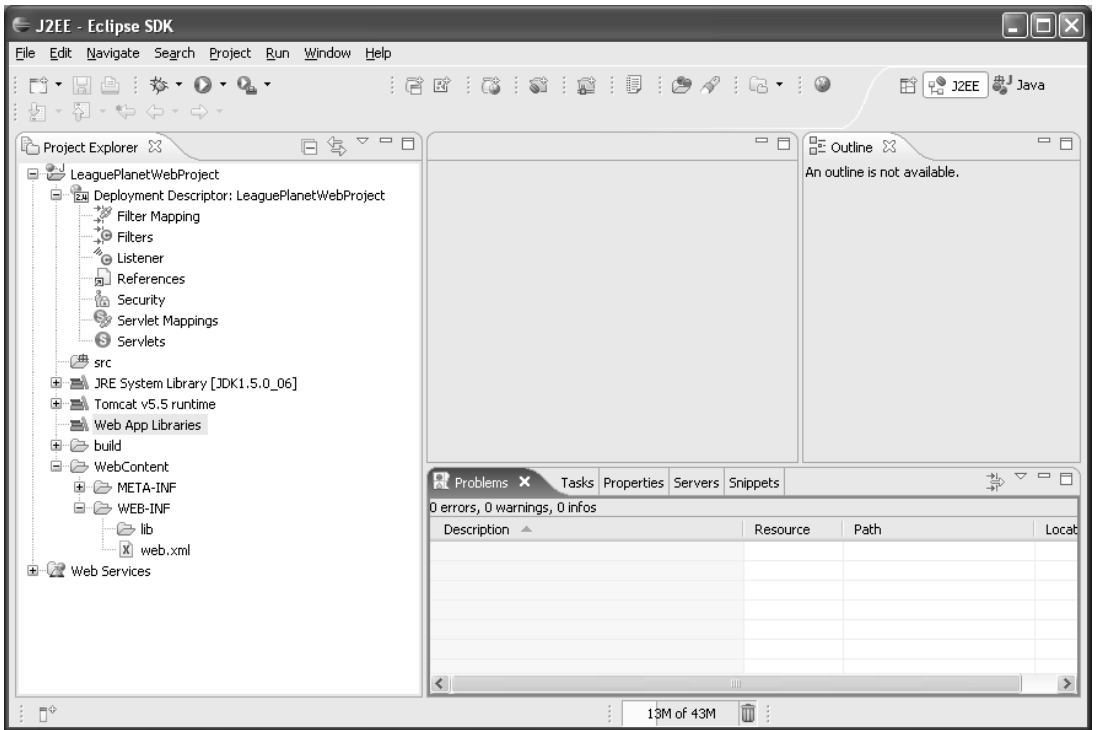 J2EE - Eclipse SDK
File Edit Navigate Search Project Run Window Help
J2EE Java
Project Explorer
LeaguePlanetWebProject
Deployment Descriptor: LeaguePlanetWebProject
Filter Mapping
Filters
Listener
References
Security
Servlet Mappings
Servlets
src
JRE System Library [JDK1.5.0_06]
Tomcat v5.5 runtime
Web App Libraries
build
WebContent
META-INF
WEB-INF
lib
web.xml
Web Services
Outline
An outline is not available.
Problems Tasks Properties Servers Snippets
0 errors, 0 warnings, 0 infos
Description Resource Path Locat
13M of 43M